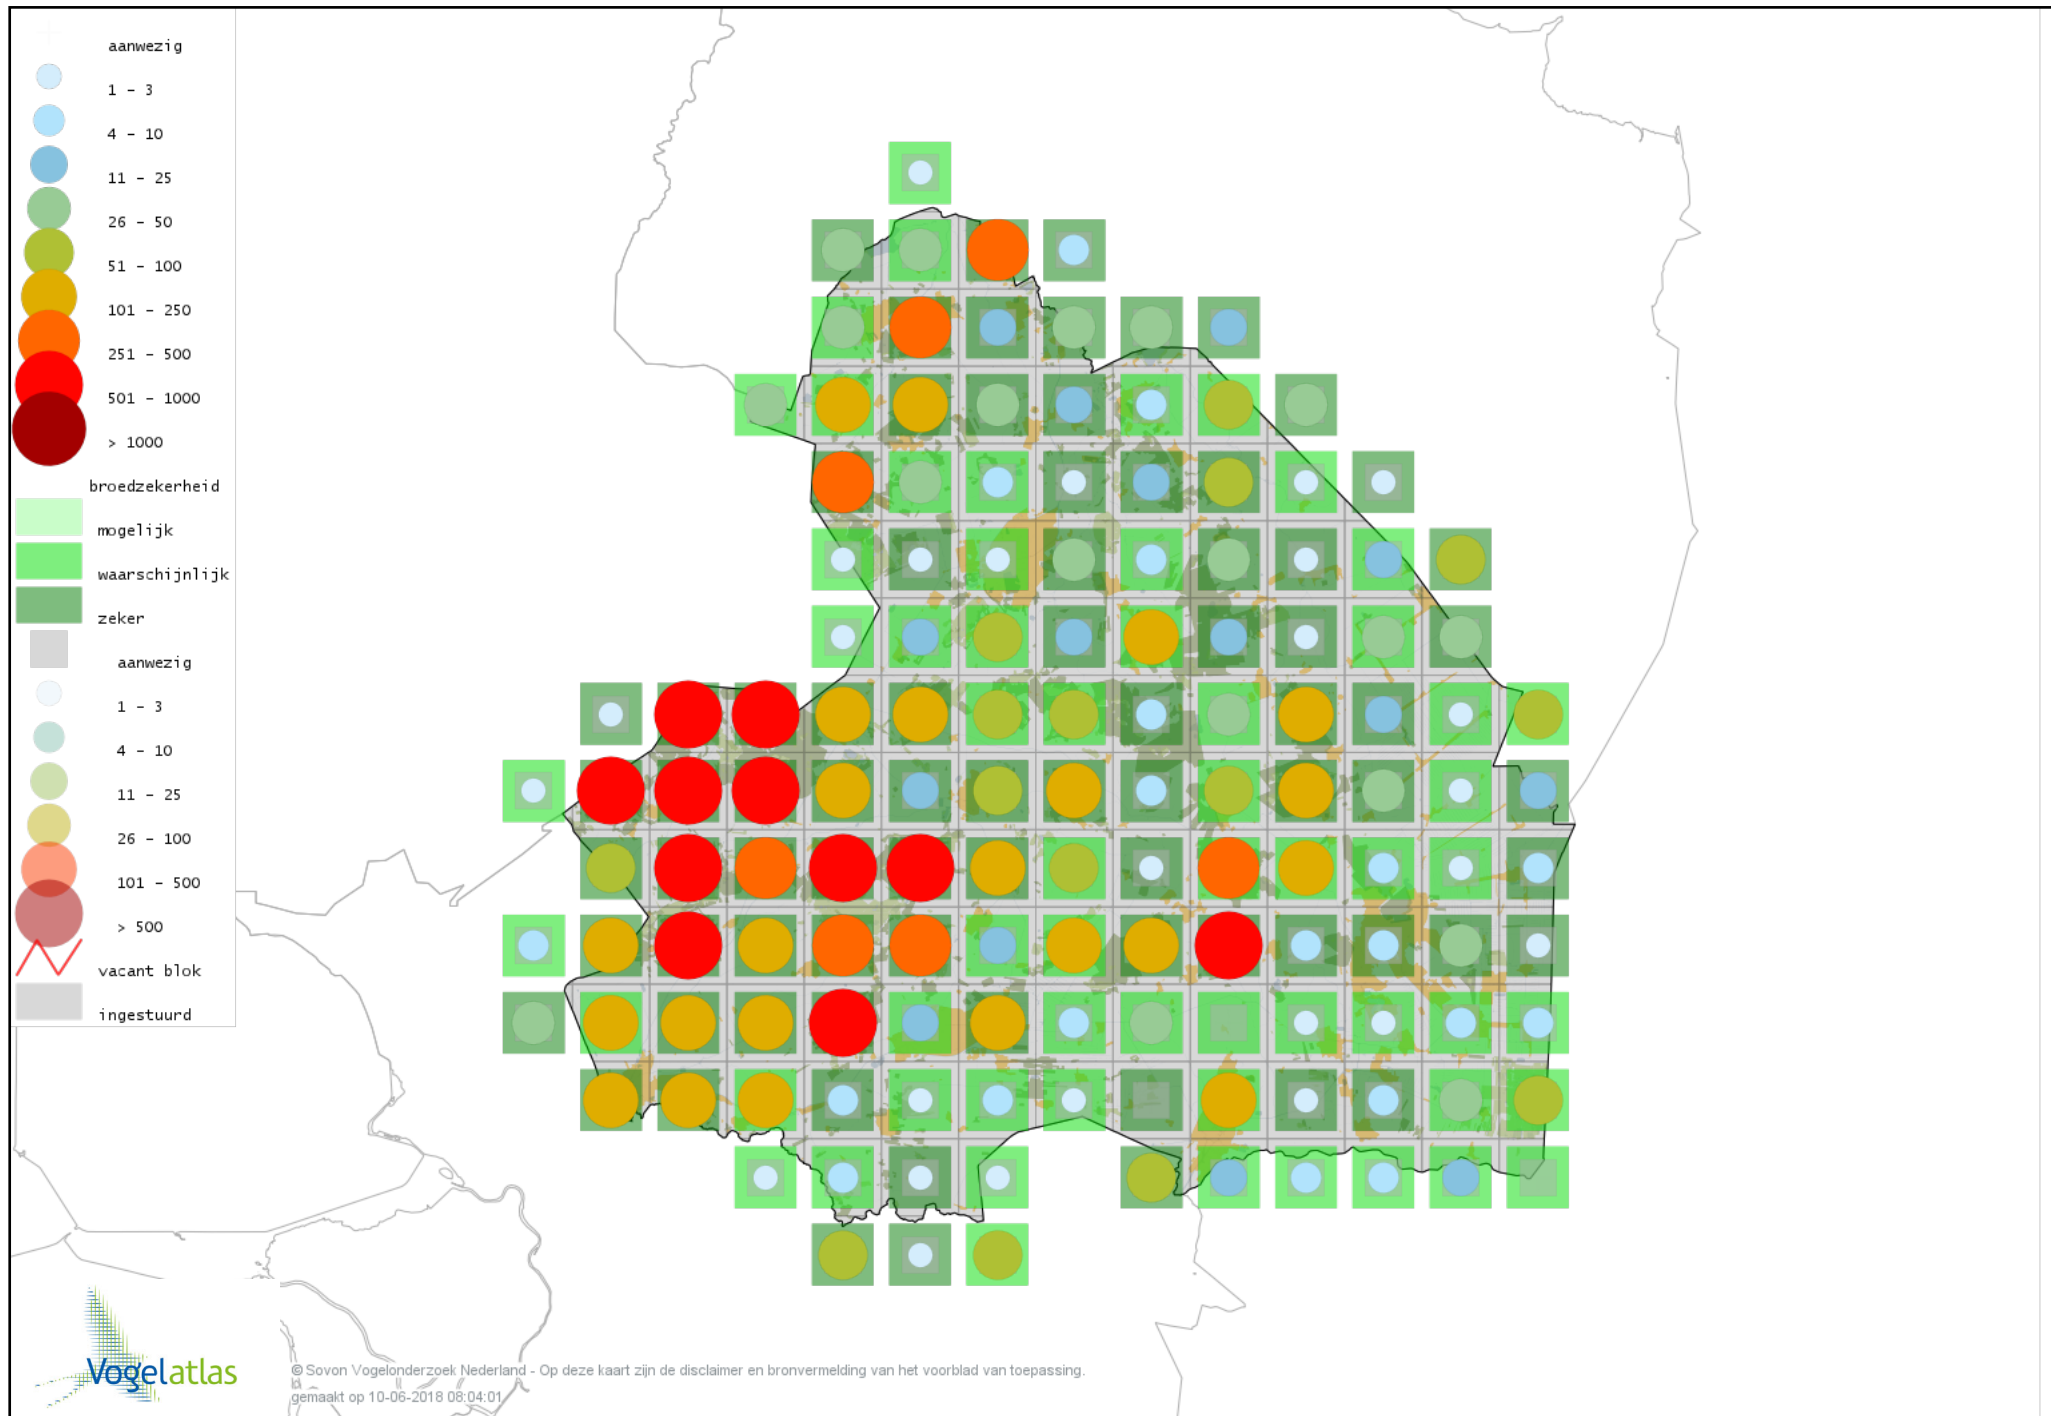 aanwezig
1 - 3
4 - 10
11 - 25
26 - 50
51 - 100
101 - 250
251 - 500
501 - 1000
> 1000
broedzekerheid
mogelijk
waarschijnlijk
zeker
aanwezig
1 - 3
4 - 10
11 - 25
26 - 100
101 - 500
> 500
vacant blok
ingestuurd
Vogelatlas
© Sovon Vogelonderzoek Nederland - Op deze kaart zijn de disclaimer en bronvermelding van het voorblad van toepassing.
gemaakt op 10-06-2018 08:04:01